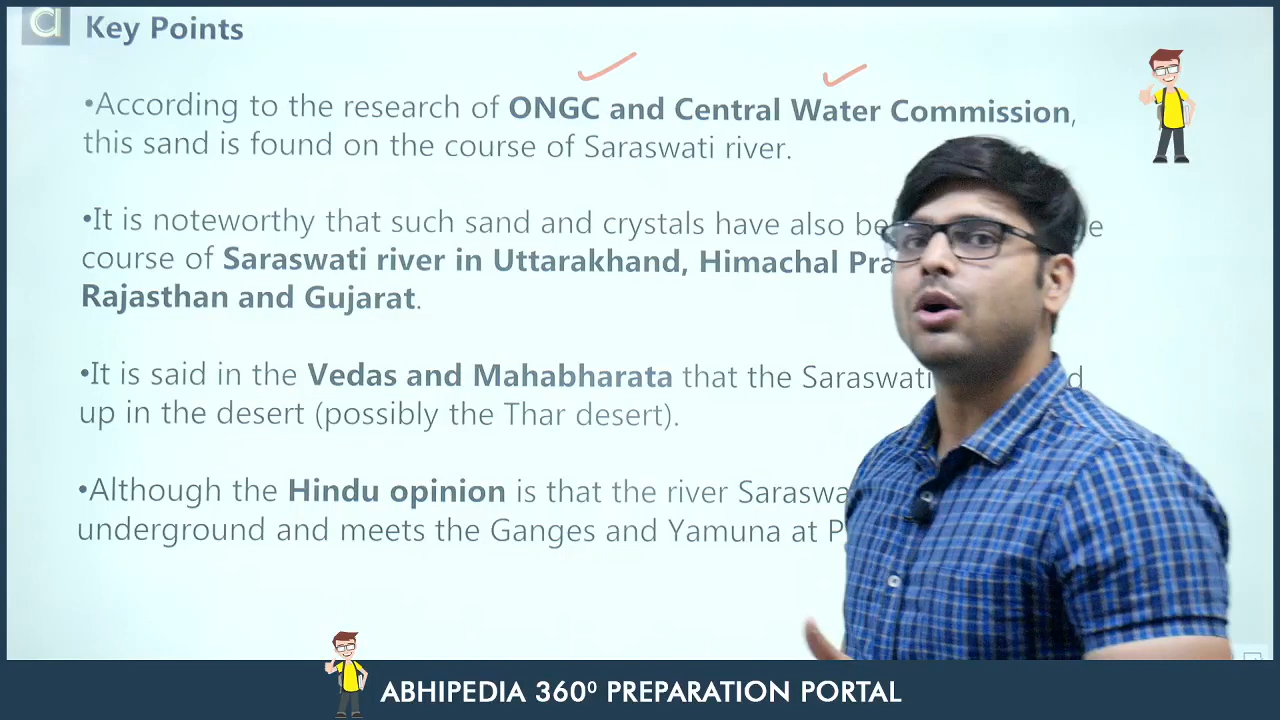 Key Points
•According to the research of ONGC and Central Water Commission,
this sand is found on the course of Saraswati river.
•It is noteworthy that such sand and crystals have also
course of Saraswati river in Uttarakhand, Himachal
Rajasthan and Gujarat.
•It is said in the Vedas and Mahabharata that the Saraswati
up in the desert (possibly the Thar desert).
•Although the Hindu opinion is that the river
underground and meets the Ganges and Yamuna at
ABHIPEDIA 360⁰ PREPARATION PORTAL